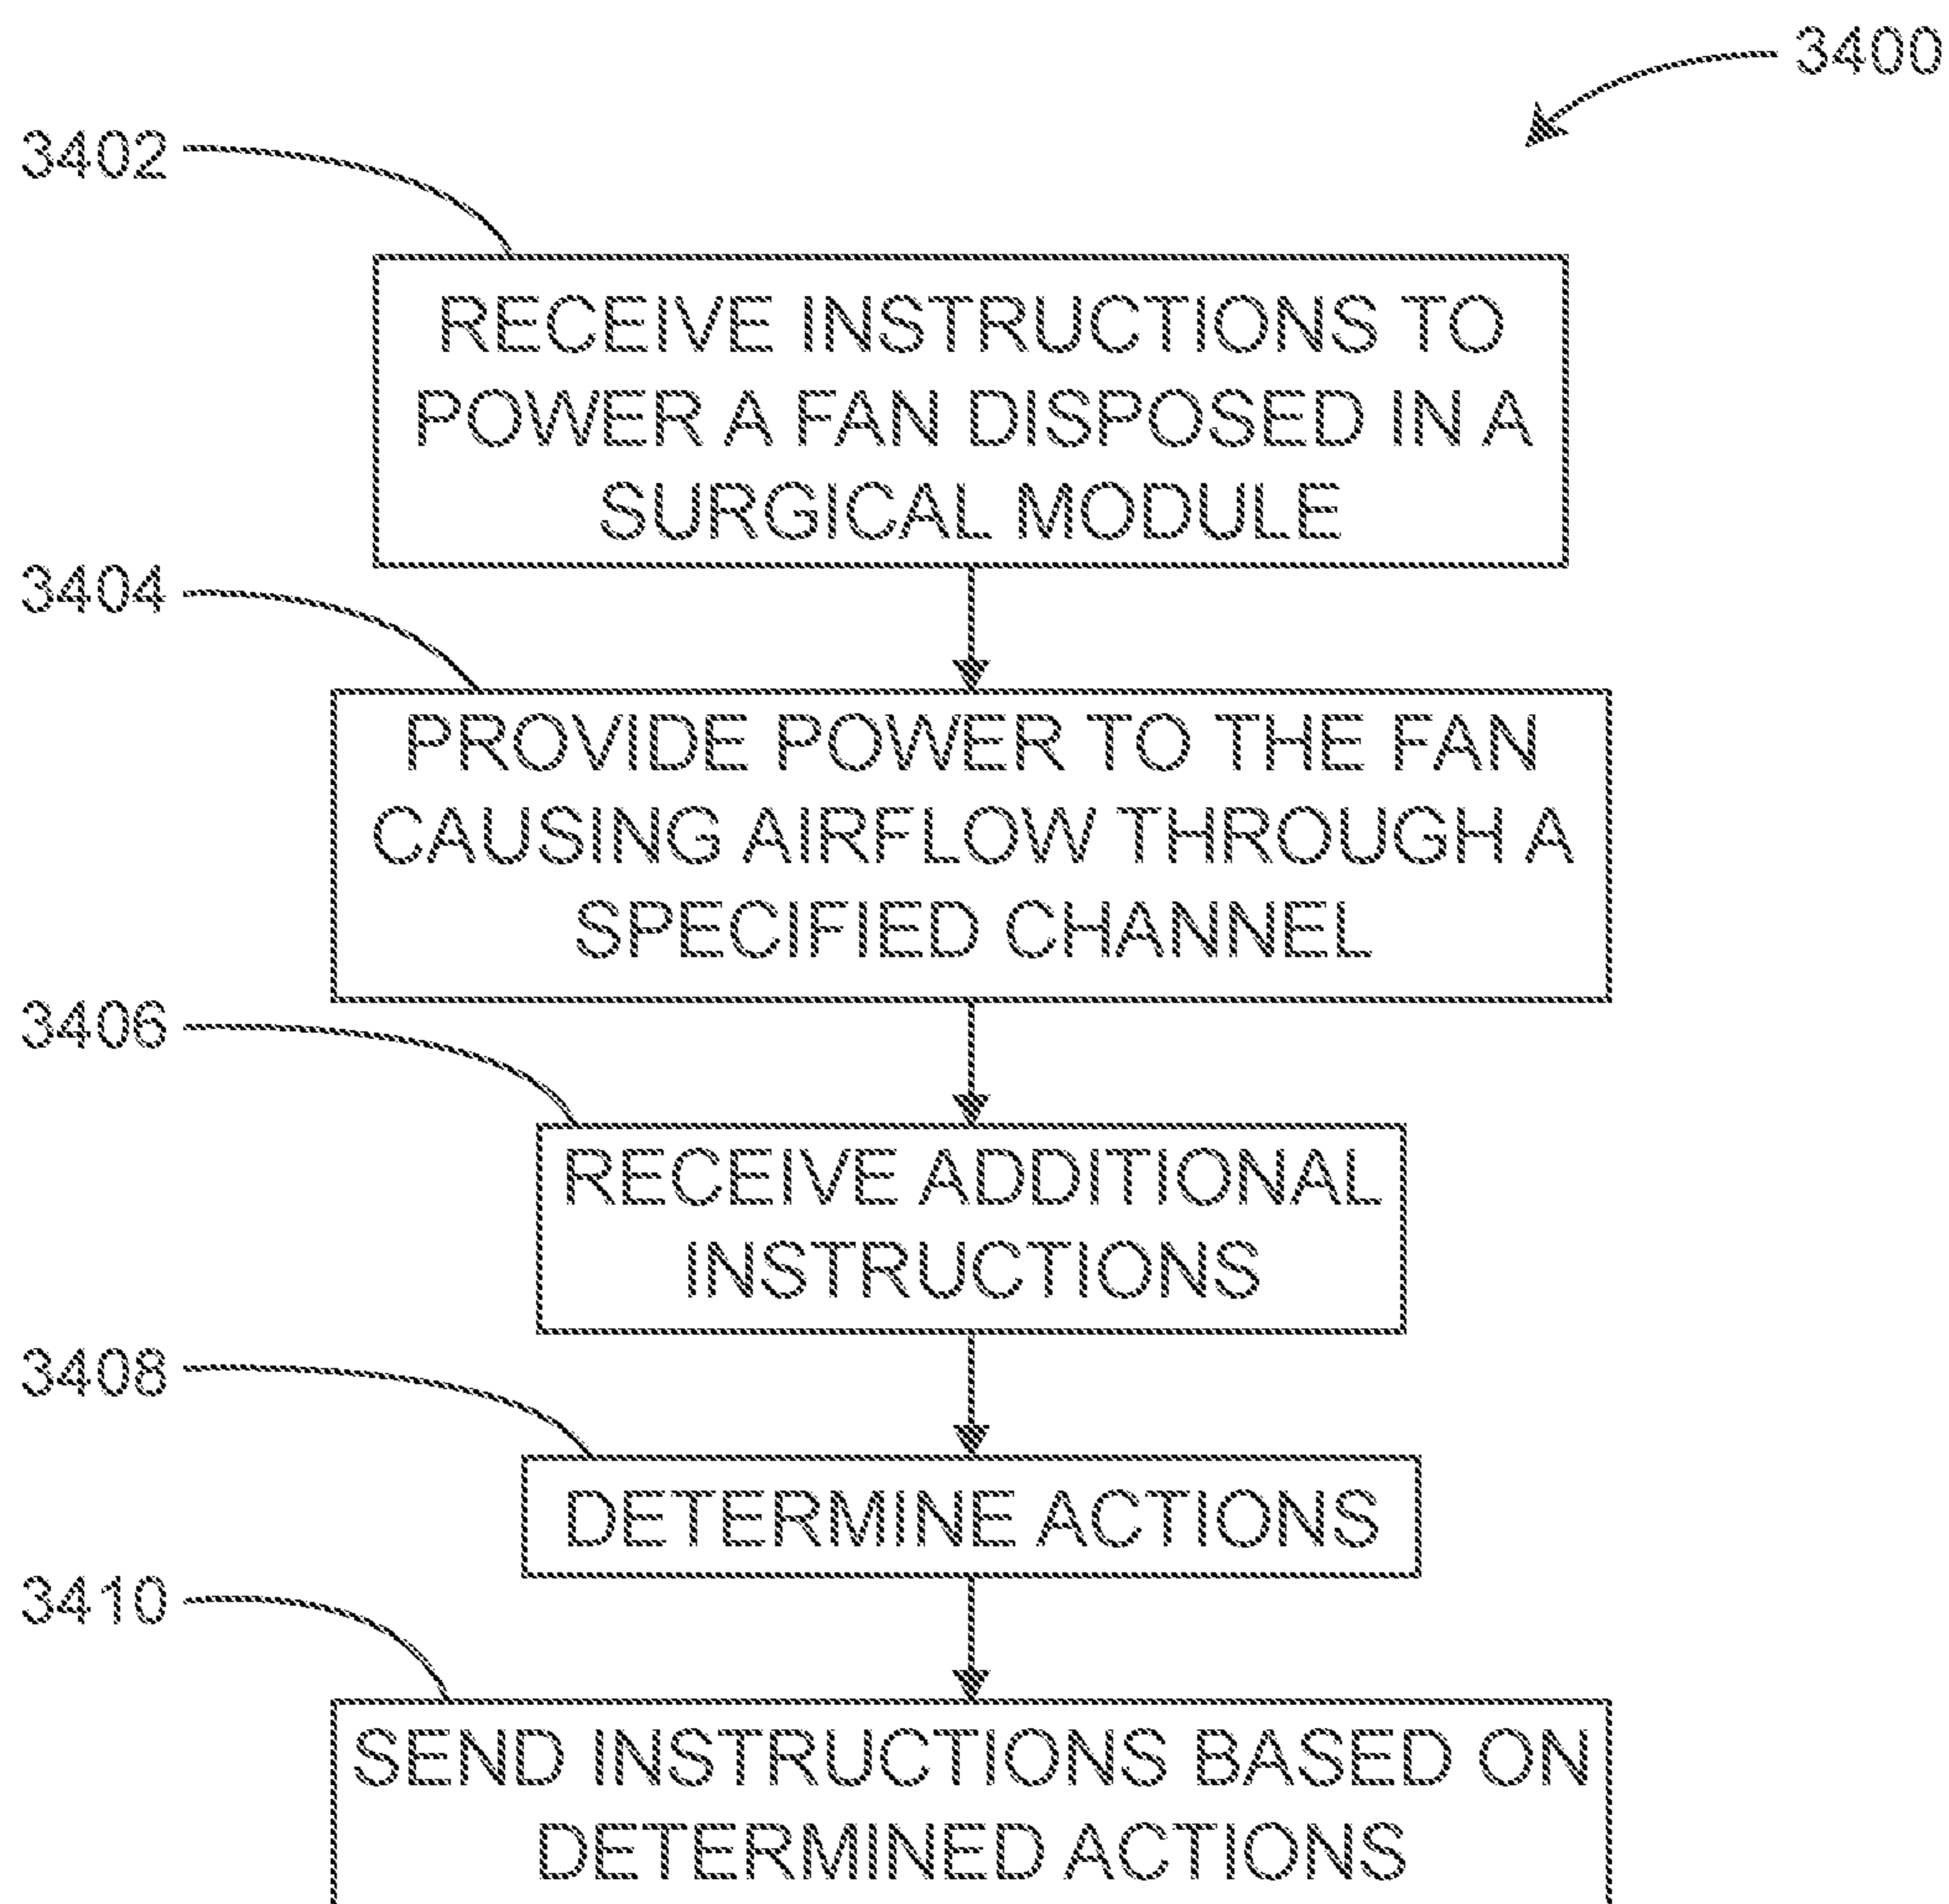 3400
3402
RECEIVE INSTRUCTIONS TO
POWER A FAN DISPOSED IN A
SURGICAL MODULE
3404
PROVIDE POWER TO THE FAN
CAUSING AIRFLOW THROUGH A
SPECIFIED CHANNEL
3406
RECEIVE ADDITIONAL
INSTRUCTIONS
3408
DETERMINE ACTIONS
3410
SEND INSTRUCTIONS BASED ON
DETERMINED ACTIONS